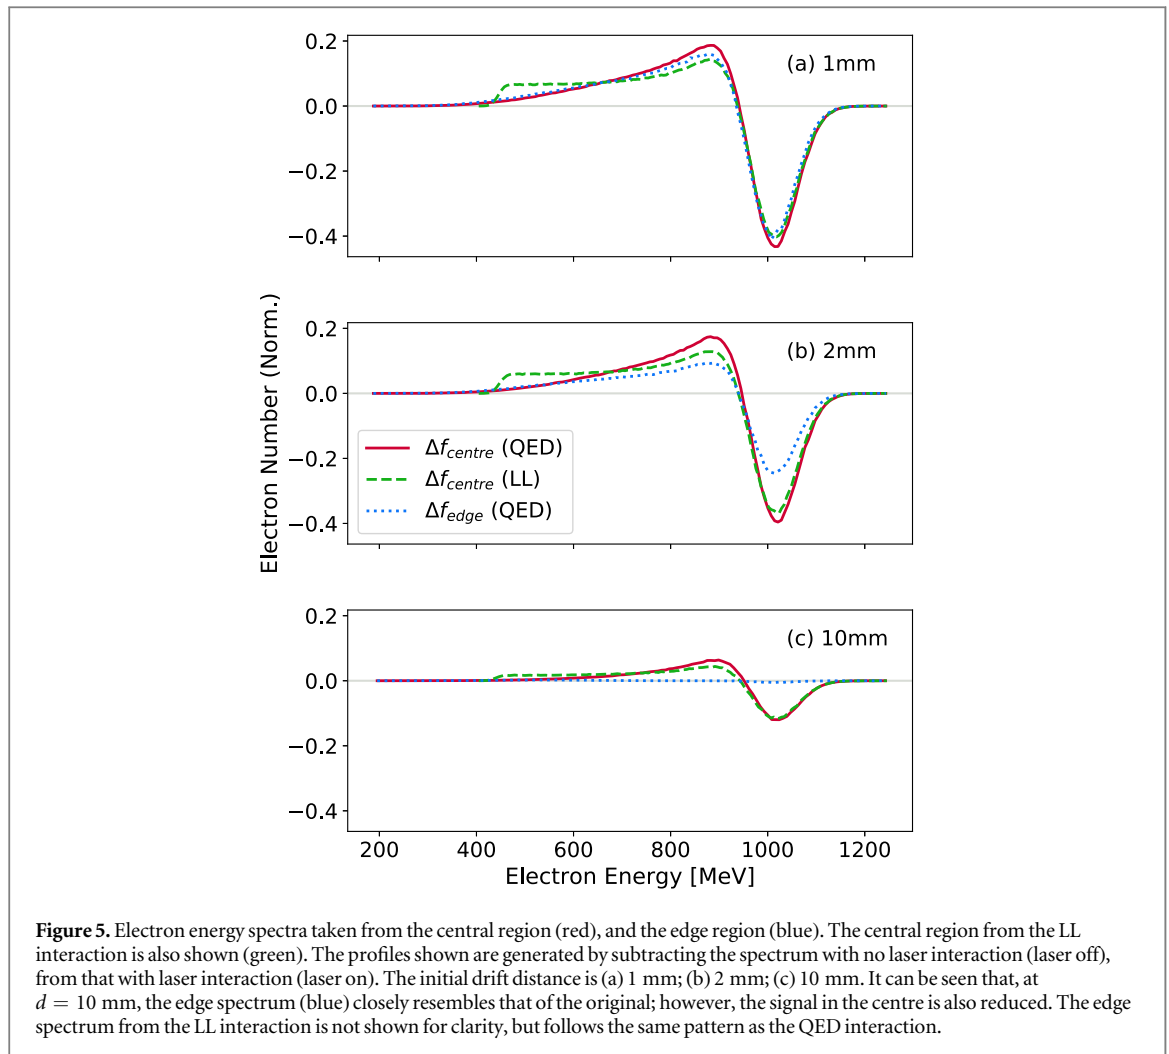 0.2
0.0
−0.2
−0.4
(a) 1mm
0.2
0.0
−0.2
−0.4
(b) 2mm
Δf_centre (QED)
Δf_centre (LL)
Δf_edge (QED)
Electron Number (Norm.)
0.2
0.0
−0.2
−0.4
(c) 10mm
200 400 600 800 1000 1200
Electron Energy [MeV]
Figure 5. Electron energy spectra taken from the central region (red), and the edge region (blue). The central region from the LL
interaction is also shown (green). The profiles shown are generated by subtracting the spectrum with no laser interaction (laser off),
from that with laser interaction (laser on). The initial drift distance is (a) 1 mm; (b) 2 mm; (c) 10 mm. It can be seen that, at
d = 10 mm, the edge spectrum (blue) closely resembles that of the original; however, the signal in the centre is also reduced. The edge
spectrum from the LL interaction is not shown for clarity, but follows the same pattern as the QED interaction.